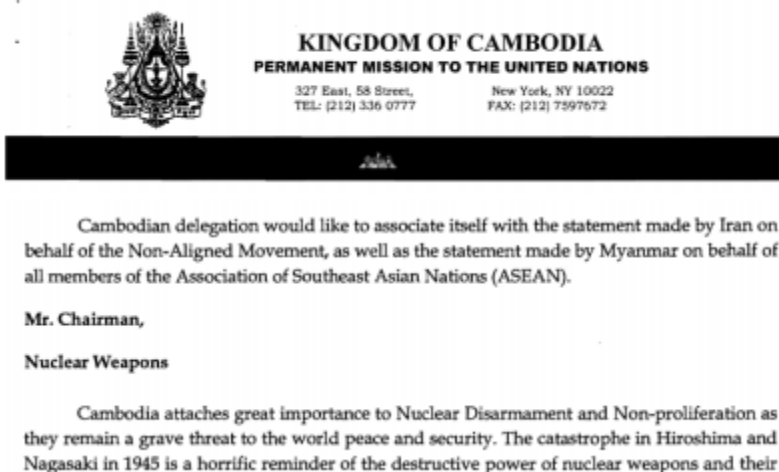 KINGDOM OF CAMBODIA
PERMANENT MISSION TO THE UNITED NATIONS
327 East, 58 Street, New York, NY 10022
TEL: (212) 336 0777 FAX: (212) 7597672
Cambodian delegation would like to associate itself with the statement made by Iran on
behalf of the Non-Aligned Movement, as well as the statement made by Myanmar on behalf of
all members of the Association of Southeast Asian Nations (ASEAN).
Mr. Chairman,
Nuclear Weapons
Cambodia attaches great importance to Nuclear Disarmament and Non-proliferation as
they remain a grave threat to the world peace and security. The catastrophe in Hiroshima and
Nagasaki in 1945 is a horrific reminder of the destructive power of nuclear weapons and their